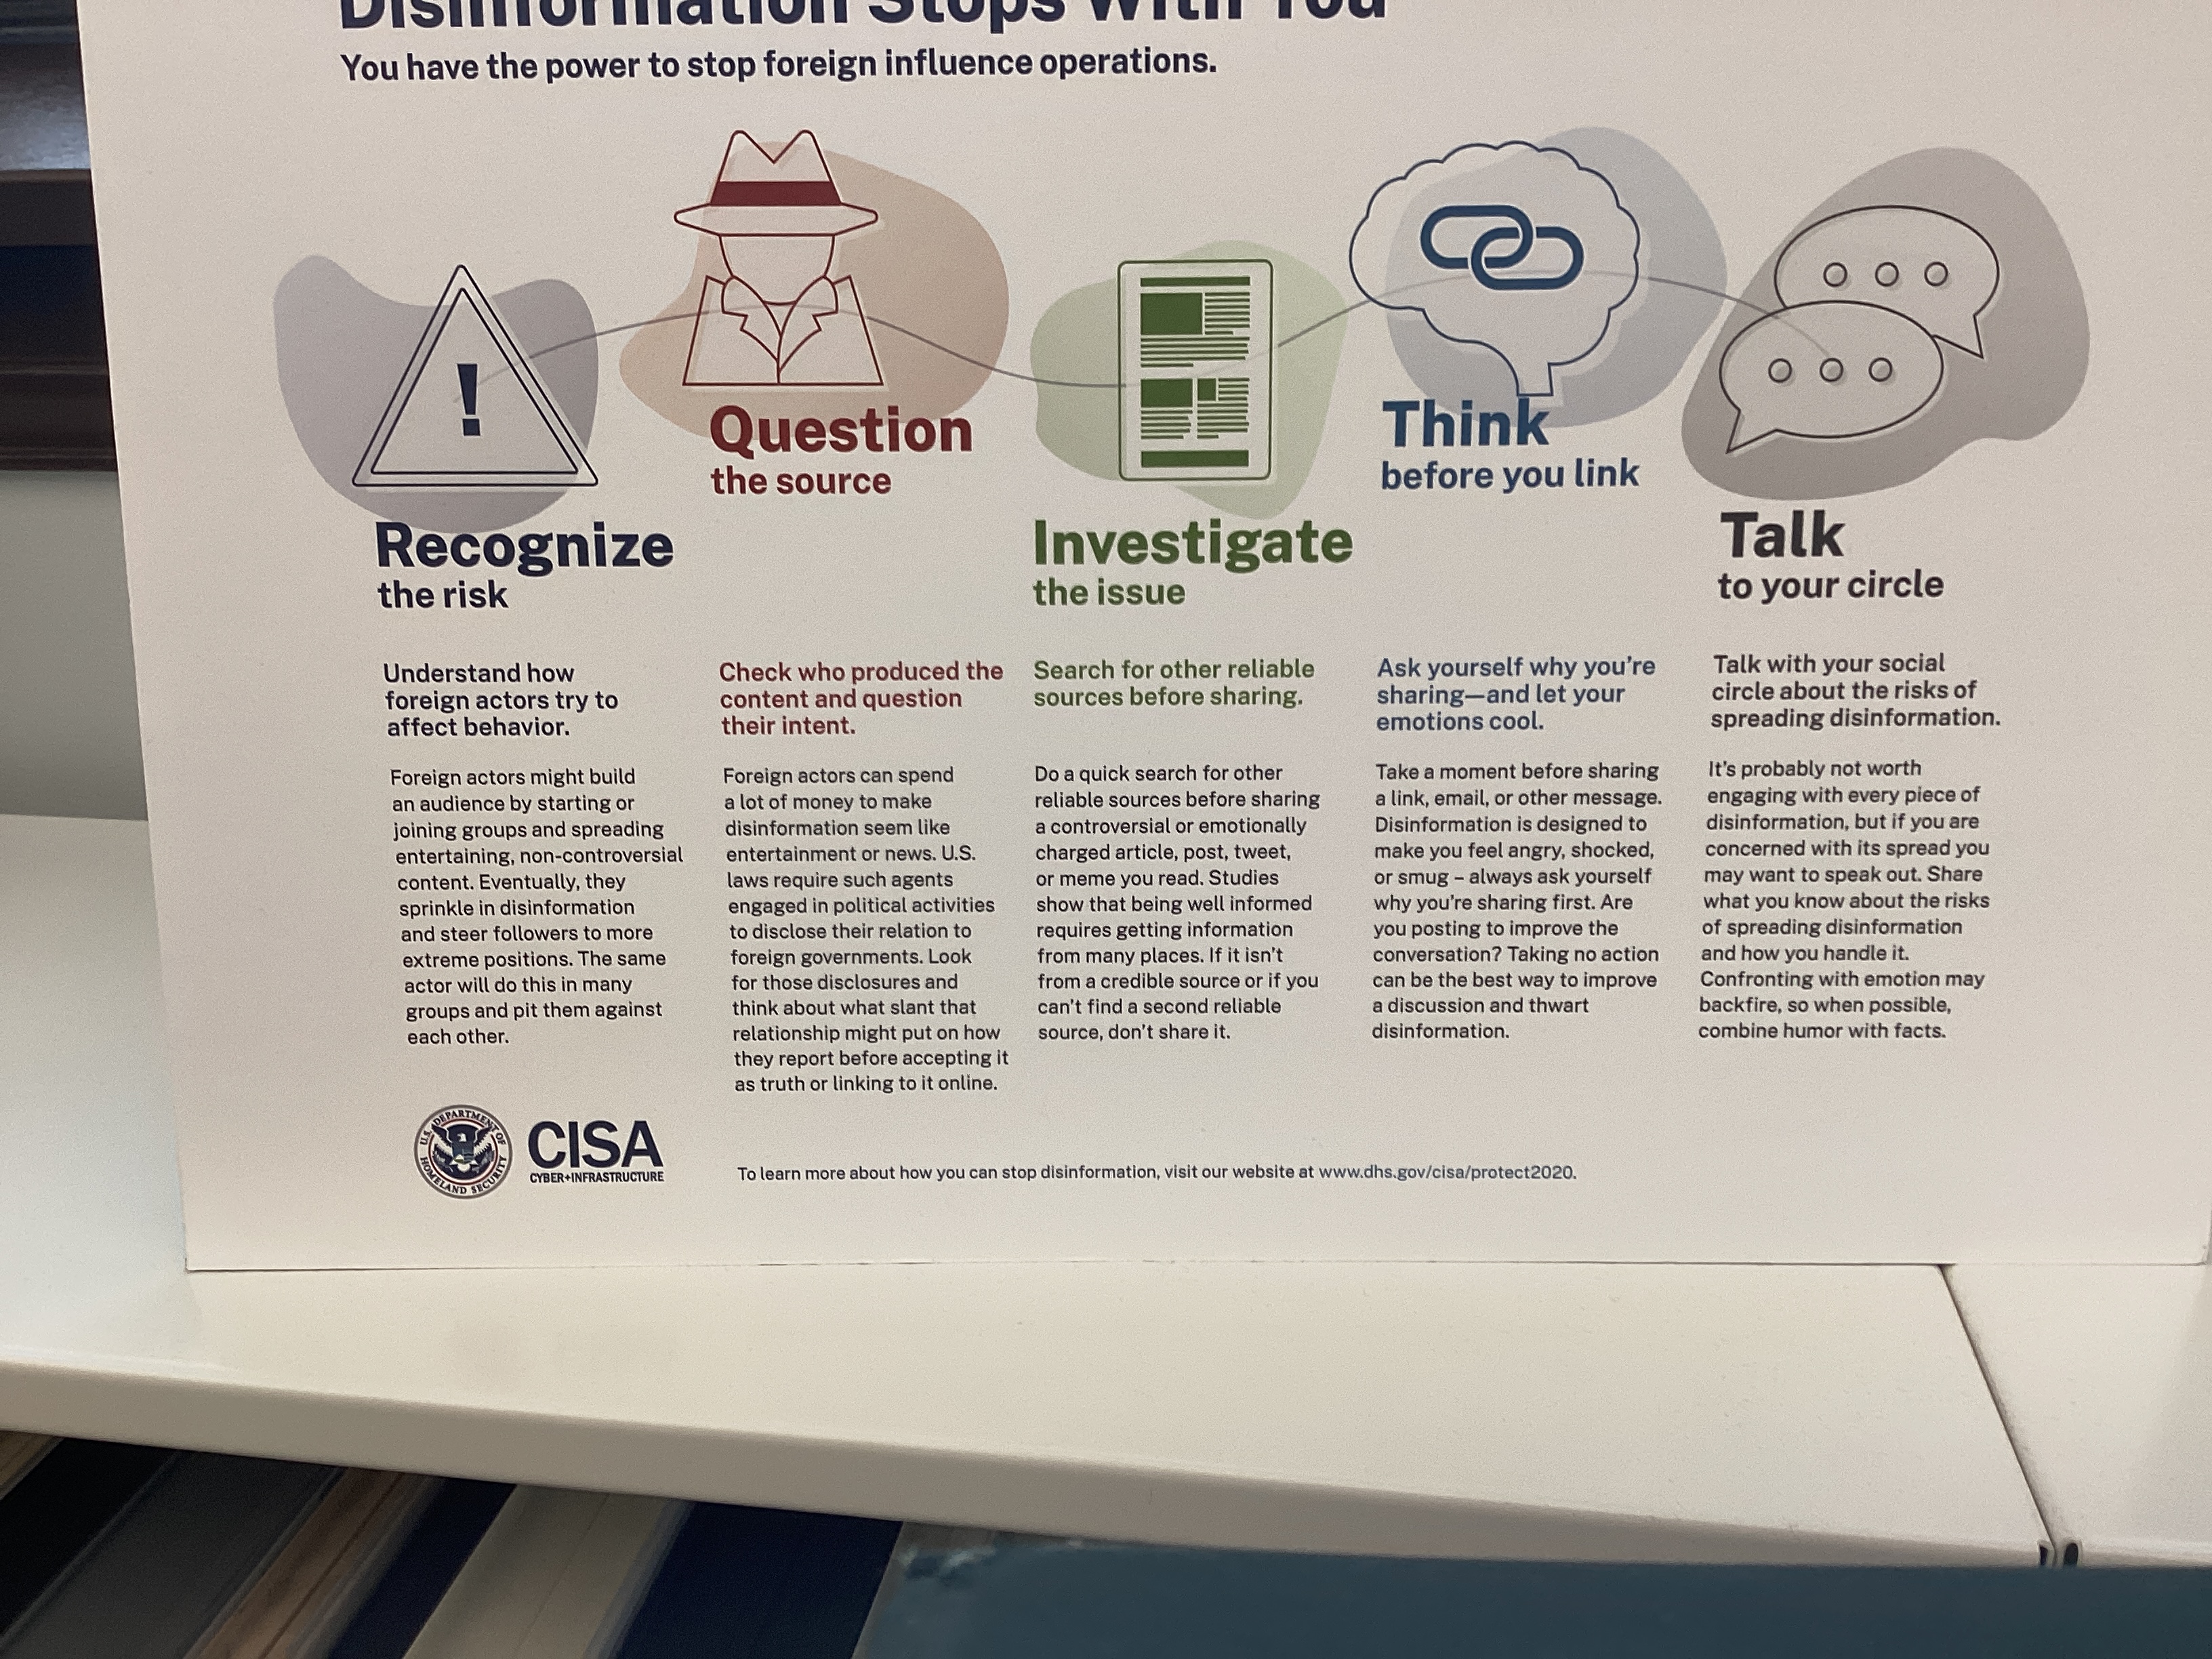 Disinformation Stops With You
You have the power to stop foreign influence operations.
!
Recognize
the risk
Understand how
foreign actors try to
affect behavior.
Foreign actors might build
an audience by starting or
joining groups and spreading
entertaining, non-controversial
content. Eventually, they
sprinkle in disinformation
and steer followers to more
extreme positions. The same
actor will do this in many
groups and pit them against
each other.
Question
the source
Check who produced the
content and question
their intent.
Foreign actors can spend
a lot of money to make
disinformation seem like
entertainment or news. U.S.
laws require such agents
engaged in political activities
to disclose their relation to
foreign governments. Look
for those disclosures and
think about what slant that
relationship might put on how
they report before accepting it
as truth or linking to it online.
Investigate
the issue
Search for other reliable
sources before sharing.
Do a quick search for other
reliable sources before sharing
a controversial or emotionally
charged article, post, tweet,
or meme you read. Studies
show that being well informed
requires getting information
from many places. If it isn't
from a credible source or if you
can't find a second reliable
source, don't share it.
Think
before you link
Ask yourself why you're
sharing—and let your
emotions cool.
Take a moment before sharing
a link, email, or other message.
Disinformation is designed to
make you feel angry, shocked,
or smug – always ask yourself
why you're sharing first. Are
you posting to improve the
conversation? Taking no action
can be the best way to improve
a discussion and thwart
disinformation.
Talk
to your circle
Talk with your social
circle about the risks of
spreading disinformation.
It's probably not worth
engaging with every piece of
disinformation, but if you are
concerned with its spread you
may want to speak out. Share
what you know about the risks
of spreading disinformation
and how you handle it.
Confronting with emotion may
backfire, so when possible,
combine humor with facts.
U.S. DEPARTMENT OF
HOMELAND SECURITY
CISA
CYBER+INFRASTRUCTURE
To learn more about how you can stop disinformation, visit our website at www.dhs.gov/cisa/protect2020.